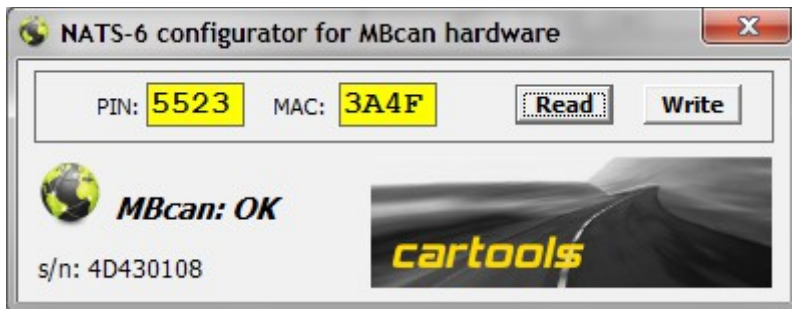 NATS-6 configurator for MBcan hardware
PIN: 5523 MAC: 3A4F Read Write
MBcan: OK
cartools
s/n: 4D430108